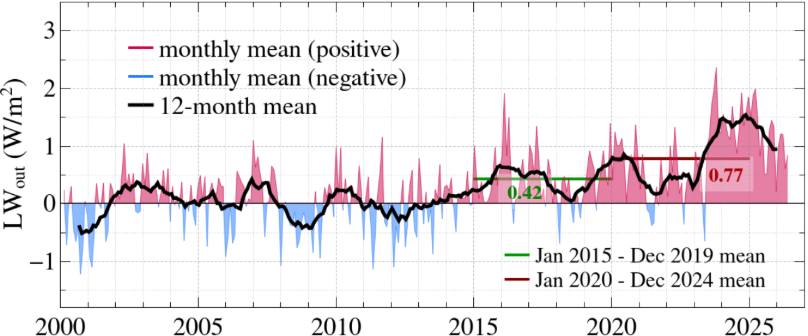 3
2
1
0
−1
LWout (W/m²)
monthly mean (positive)
monthly mean (negative)
12-month mean
0.42
0.77
Jan 2015 - Dec 2019 mean
Jan 2020 - Dec 2024 mean
2000 2005 2010 2015 2020 2025